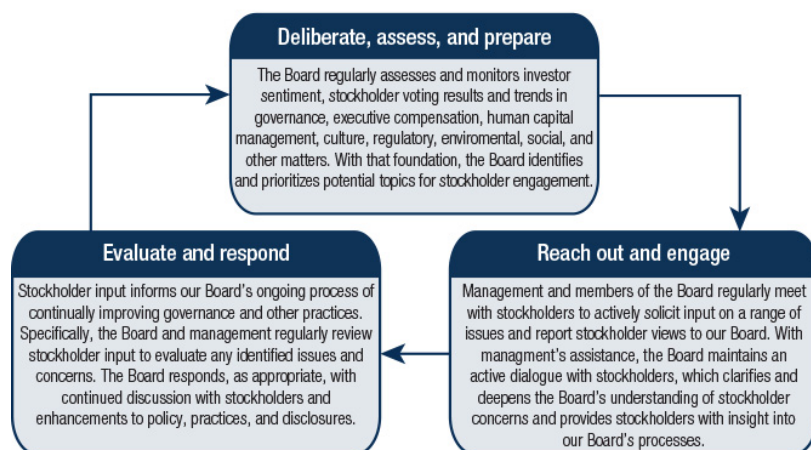 Deliberate, assess, and prepare
The Board regularly assesses and monitors investor
sentiment, stockholder voting results and trends in
governance, executive compensation, human capital
management, culture, regulatory, enviromental, social, and
other matters. With that foundation, the Board identifies
and prioritizes potential topics for stockholder engagement.
Evaluate and respond
Stockholder input informs our Board's ongoing process of
continually improving governance and other practices.
Specifically, the Board and management regularly review
stockholder input to evaluate any identified issues and
concerns. The Board responds, as appropriate, with
continued discussion with stockholders and
enhancements to policy, practices, and disclosures.
Reach out and engage
Management and members of the Board regularly meet
with stockholders to actively solicit input on a range of
issues and report stockholder views to our Board. With
managment's assistance, the Board maintains an
active dialogue with stockholders, which clarifies and
deepens the Board's understanding of stockholder
concerns and provides stockholders with insight into
our Board's processes.